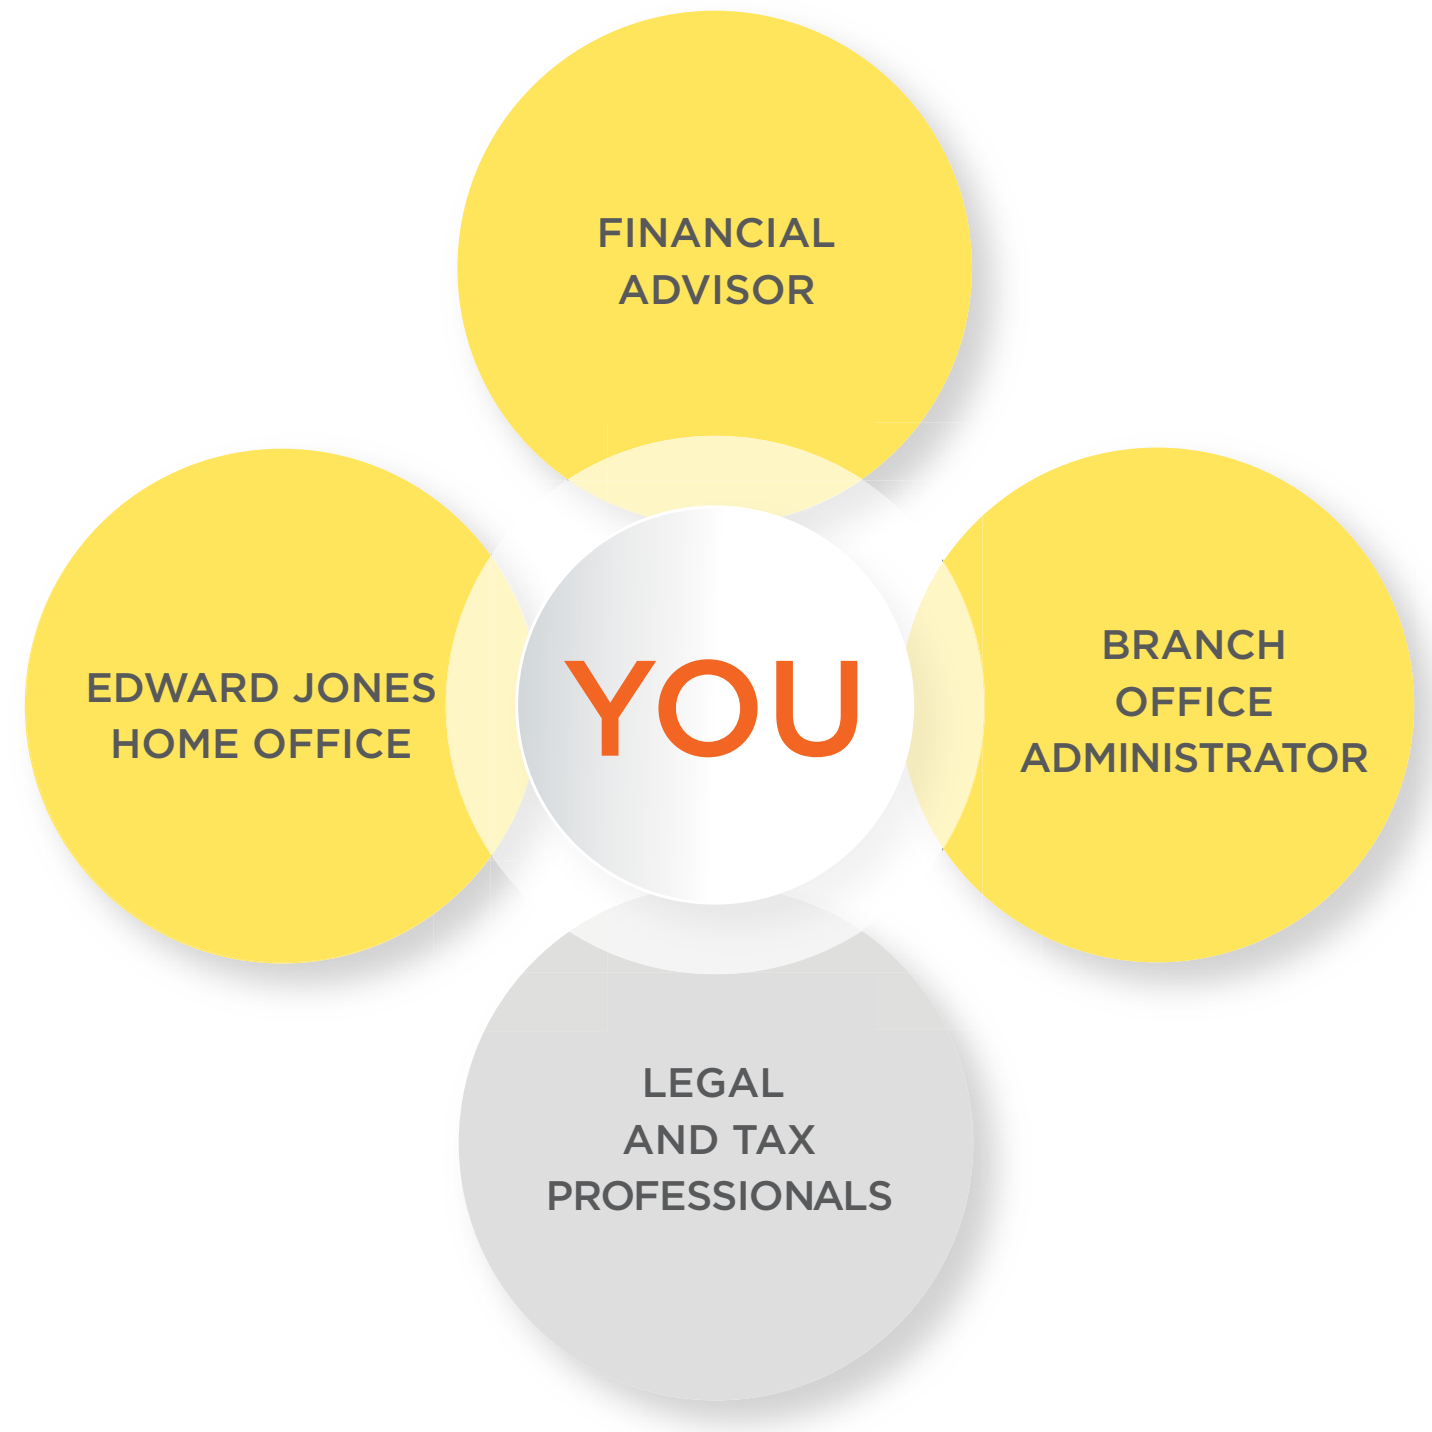 FINANCIAL
ADVISOR
EDWARD JONES
HOME OFFICE
YOU
BRANCH
OFFICE
ADMINISTRATOR
LEGAL
AND TAX
PROFESSIONALS